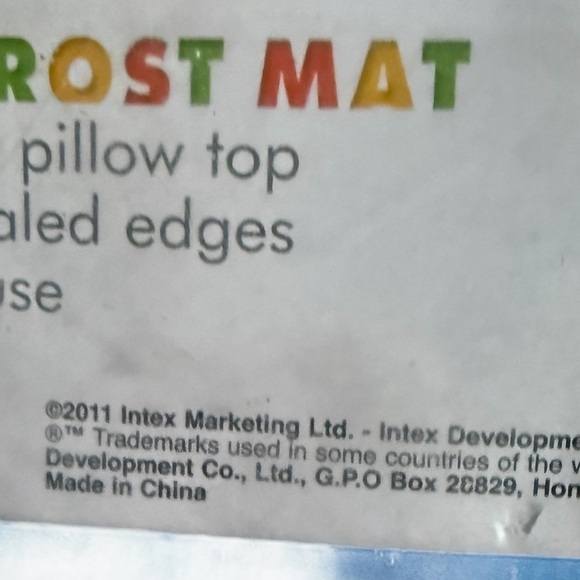 ROST MAT
pillow top
aled edges
use
©2011 Intex Marketing Ltd. - Intex Developme
®™ Trademarks used in some countries of the w
Development Co., Ltd., G.P.O Box 28829, Hon
Made in China